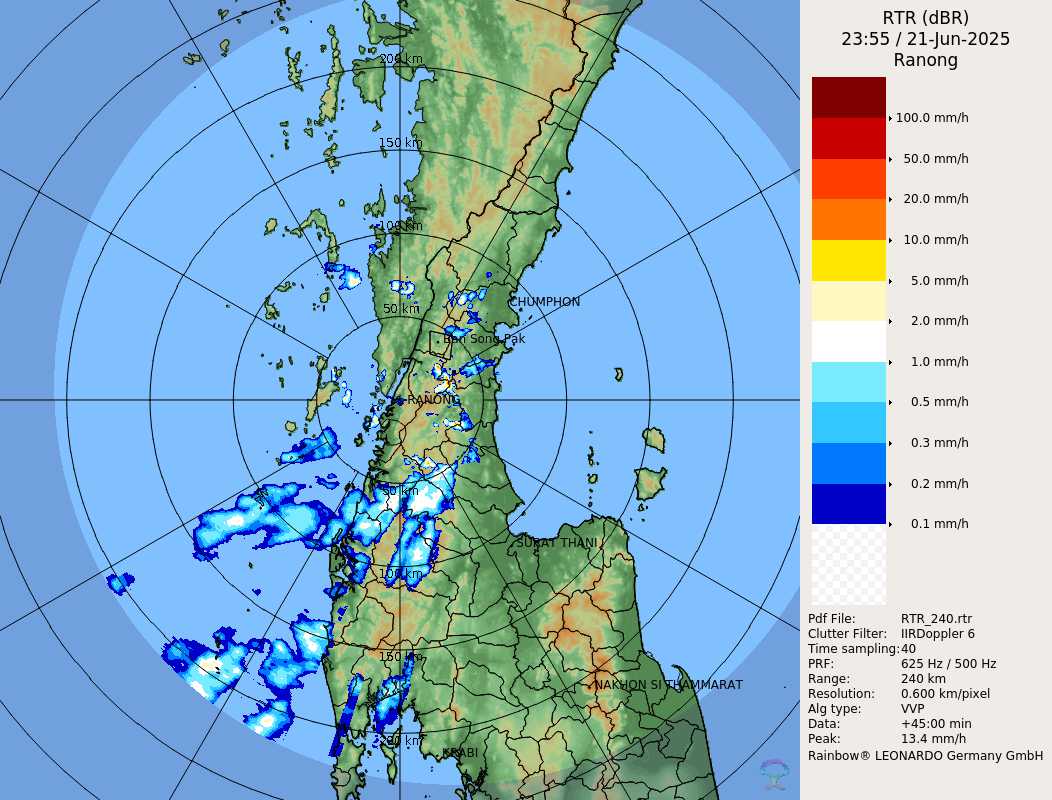 RTR (dBR)
23:55 / 21-Jun-2025
Ranong
100.0 mm/h
50.0 mm/h
20.0 mm/h
10.0 mm/h
5.0 mm/h
2.0 mm/h
1.0 mm/h
0.5 mm/h
0.3 mm/h
0.2 mm/h
0.1 mm/h
Pdf File: RTR_240.rtr
Clutter Filter: IIRDoppler 6
Time sampling:40
PRF: 625 Hz / 500 Hz
Range: 240 km
Resolution: 0.600 km/pixel
Alg type: VVP
Data: +45:00 min
Peak: 13.4 mm/h
Rainbow® LEONARDO Germany GmbH
200 km
150 km
100 km
CHUMPHON
50 km
Ban Song Pak
RANONG
50 km
SURAT THANI
100 km
150 km
NAKHON SI THAMMARAT
KRABI